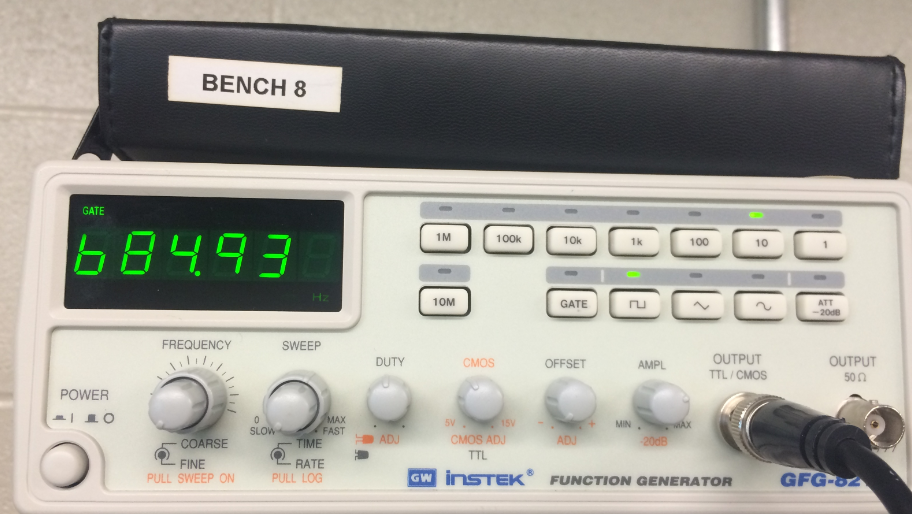 BENCH 8
GATE
684.93
Hz
1M 100k 10k 1k 100 10 1
10M GATE ATT -20dB
FREQUENCY SWEEP
DUTY CMOS OFFSET AMPL OUTPUT TTL / CMOS OUTPUT 50Ω
POWER
0 SLOW MAX FAST
5V 15V - + MIN MAX
COARSE TIME ADJ CMOS ADJ ADJ -20dB
FINE RATE TTL
PULL SWEEP ON PULL LOG
GW INSTEK® FUNCTION GENERATOR GFG-82